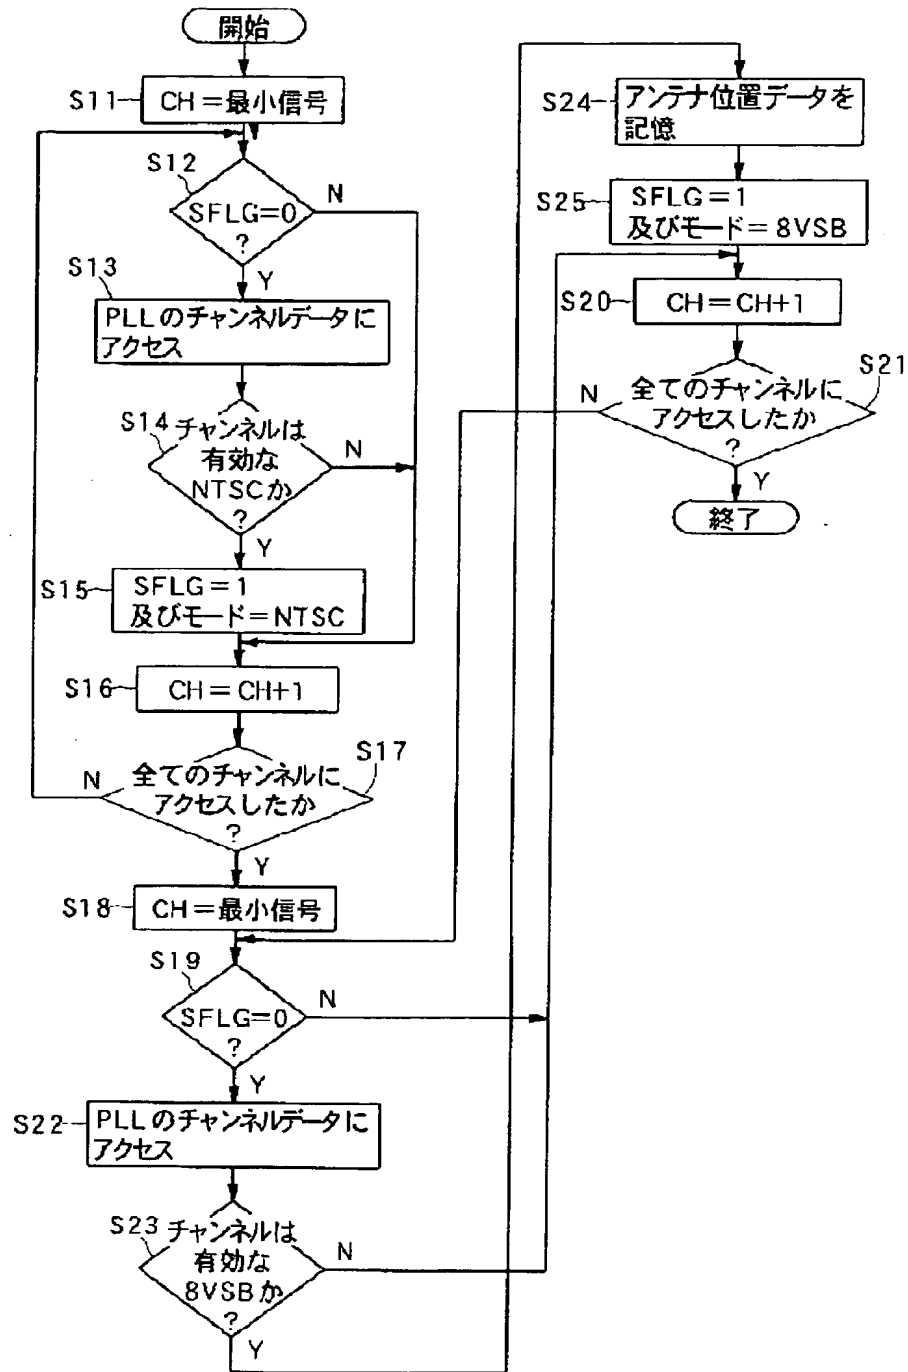 開始
S11
CH=最小信号
S12
SFLG=0
?
N
Y
S13
PLLのチャンネルデータに
アクセス
S14
チャンネルは
有効な
NTSCか
?
N
Y
S15
SFLG=1
及びモード=NTSC
S16
CH=CH+1
S17
全てのチャンネルに
アクセスしたか
?
N
Y
S18
CH=最小信号
S19
SFLG=0
?
N
Y
S22
PLLのチャンネルデータに
アクセス
S23
チャンネルは
有効な
8VSBか
?
N
Y
S24
アンテナ位置データを
記憶
S25
SFLG=1
及びモード=8VSB
S20
CH=CH+1
S21
全てのチャンネルに
アクセスしたか
?
N
Y
終了